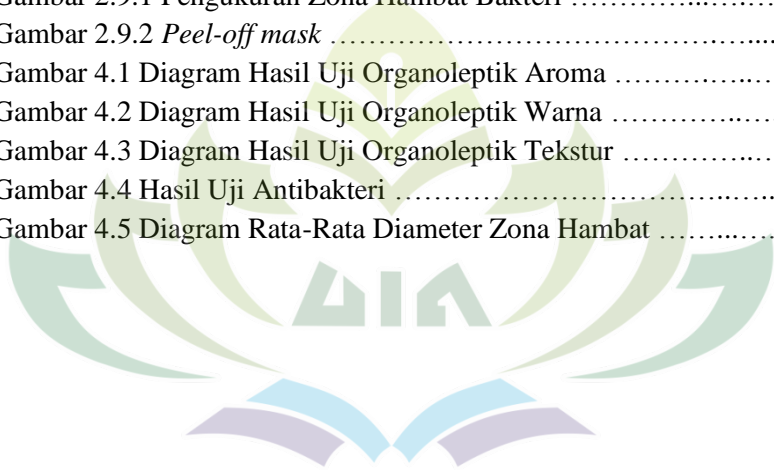 Gambar 2.9.1 Pengukuran Zona Hambat Bakteri …………...…….…
Gambar 2.9.2 Peel-off mask ……………………………………….....
Gambar 4.1 Diagram Hasil Uji Organoleptik Aroma ………….….…
Gambar 4.2 Diagram Hasil Uji Organoleptik Warna …………..….…
Gambar 4.3 Diagram Hasil Uji Organoleptik Tekstur ………….….…
Gambar 4.4 Hasil Uji Antibakteri ………………………………..…..
Gambar 4.5 Diagram Rata-Rata Diameter Zona Hambat ……...……